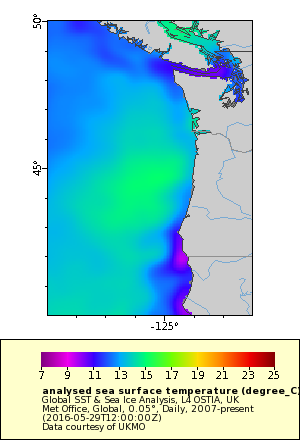 50°
45°
-125°
7 9 11 13 15 17 19 21 23 25
analysed sea surface temperature (degree_C)
Global SST & Sea Ice Analysis, L4 OSTIA, UK
Met Office, Global, 0.05°, Daily, 2007-present
(2016-05-29T12:00:00Z)
Data courtesy of UKMO